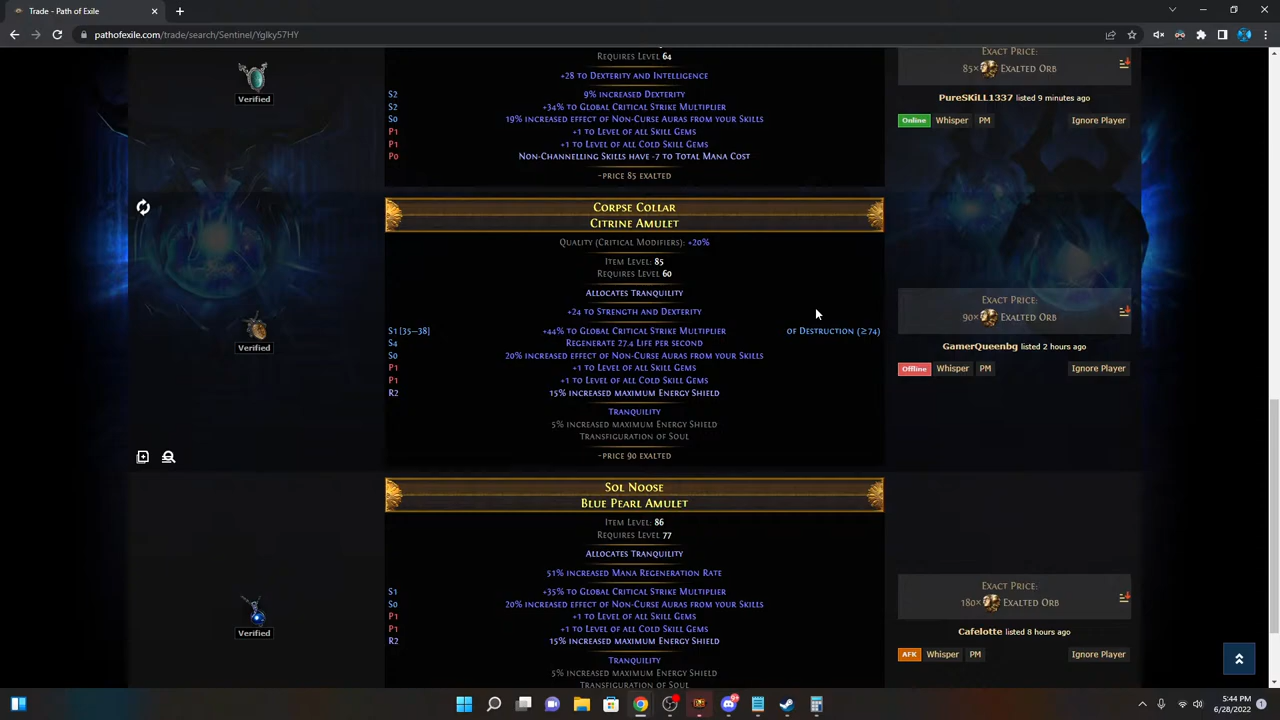 Trade - Path of Exile
pathofexile.com/trade/search/Sentinel/YgIky57HY
Requires Level 64
+28 to Dexterity and Intelligence
S2 9% increased Dexterity
S2 +34% to Global Critical Strike Multiplier
S0 19% increased effect of Non-Curse Auras from your Skills
P1 +1 to Level of all Skill Gems
P1 +1 to Level of all Cold Skill Gems
P0 Non-Channelling Skills have -7 to Total Mana Cost
~price 85 exalted
Verified
Exact Price:
85× Exalted Orb
PureSKiLL1337 listed 9 minutes ago
Online Whisper PM Ignore Player
Corpse Collar
Citrine Amulet
Quality (Critical Modifiers): +20%
Item Level: 85
Requires Level 60
Allocates Tranquility
+24 to Strength and Dexterity
S1 [35–38] +44% to Global Critical Strike Multiplier of Destruction (≥74)
S4 Regenerate 27.4 Life per second
S0 20% increased effect of Non-Curse Auras from your Skills
P1 +1 to Level of all Skill Gems
P1 +1 to Level of all Cold Skill Gems
R2 15% increased maximum Energy Shield
Tranquility
5% increased maximum Energy Shield
Transfiguration of Soul
~price 90 exalted
Verified
Exact Price:
90× Exalted Orb
GamerQueenbg listed 2 hours ago
Offline Whisper PM Ignore Player
Sol Noose
Blue Pearl Amulet
Item Level: 86
Requires Level 77
Allocates Tranquility
51% increased Mana Regeneration Rate
S1 +35% to Global Critical Strike Multiplier
S0 20% increased effect of Non-Curse Auras from your Skills
P1 +1 to Level of all Skill Gems
P1 +1 to Level of all Cold Skill Gems
R2 15% increased maximum Energy Shield
Tranquility
5% increased maximum Energy Shield
Transfiguration of Soul
Verified
Exact Price:
180× Exalted Orb
Cafelotte listed 8 hours ago
AFK Whisper PM Ignore Player
5:44 PM
6/28/2022